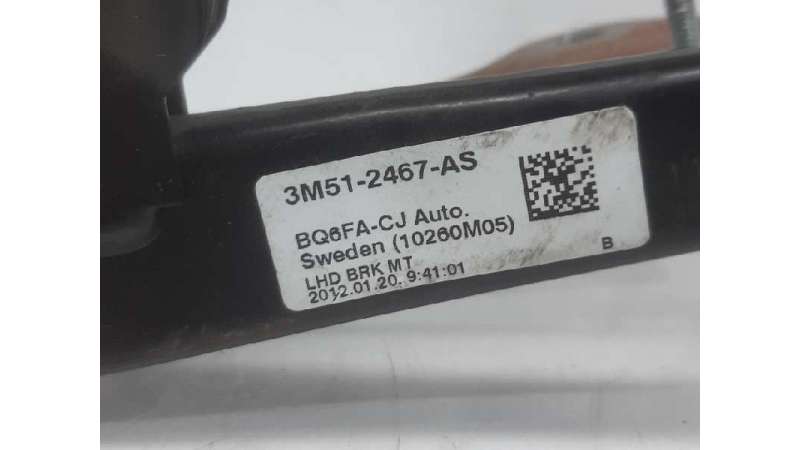 3M51-2467-AS
BQ6FA-CJ Auto.
Sweden (10260M05)
LHD BRK MT
2012.01.20. 9:41:01
B